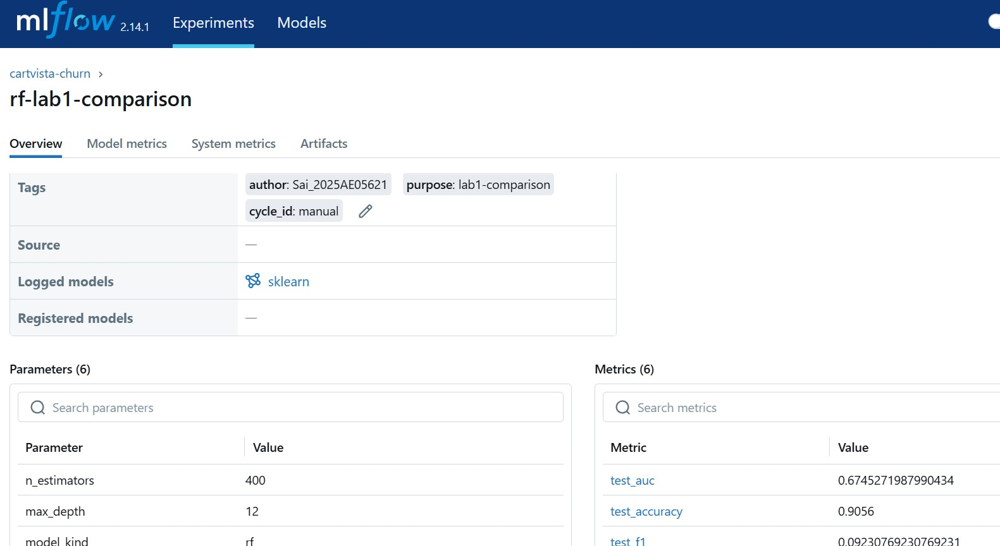 mlflow 2.14.1 Experiments Models
cartvista-churn ›
rf-lab1-comparison
Overview Model metrics System metrics Artifacts
Tags author: Sai_2025AE05621 purpose: lab1-comparison
cycle_id: manual
Source —
Logged models sklearn
Registered models —
Parameters (6)
Search parameters
Parameter Value
n_estimators 400
max_depth 12
model_kind rf
Metrics (6)
Search metrics
Metric Value
test_auc 0.6745271987990434
test_accuracy 0.9056
test_f1 0.09230769230769231